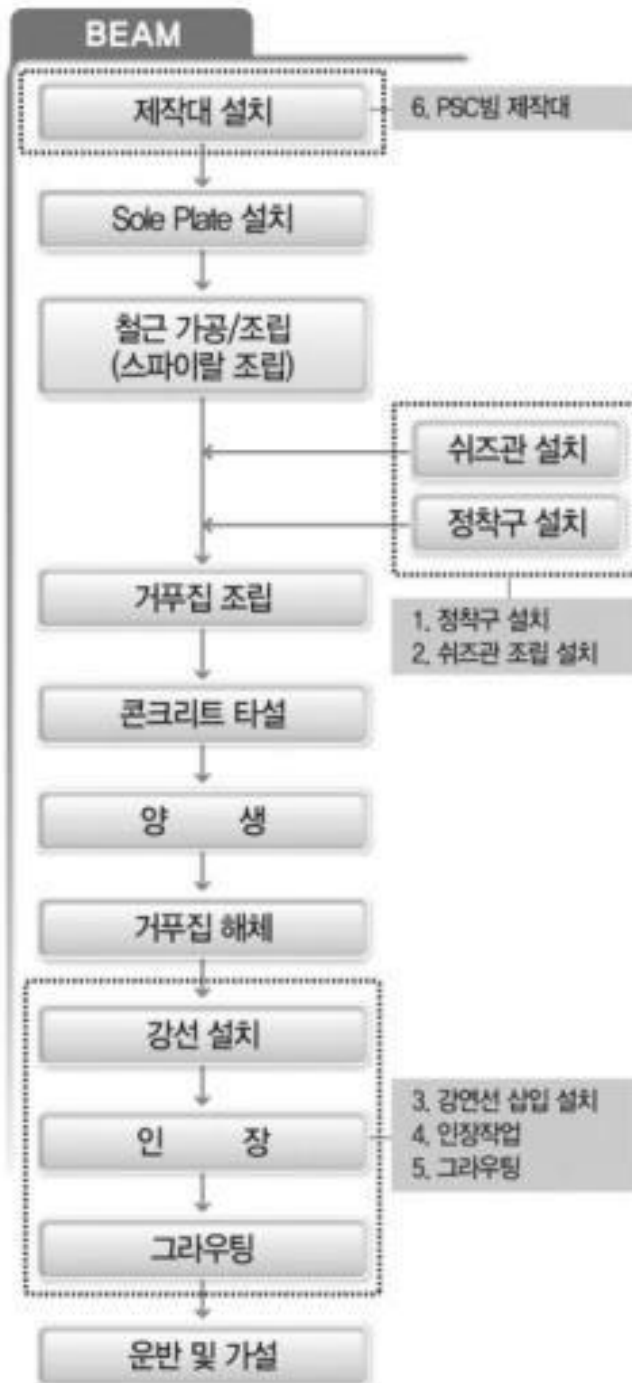 BEAM
제작대 설치
6. PSC빔 제작대
Sole Plate 설치
철근 가공/조립
(스파이랄 조립)
쉬즈관 설치
정착구 설치
1. 정착구 설치
2. 쉬즈관 조립 설치
거푸집 조립
콘크리트 타설
양 생
거푸집 해체
강선 설치
인 장
그라우팅
3. 강연선 삽입 설치
4. 인장작업
5. 그라우팅
운반 및 가설